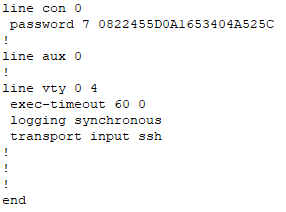 line con 0
 password 7 0822455D0A1653404A525C
!
line aux 0
!
line vty 0 4
 exec-timeout 60 0
 logging synchronous
 transport input ssh
!
!
!
end